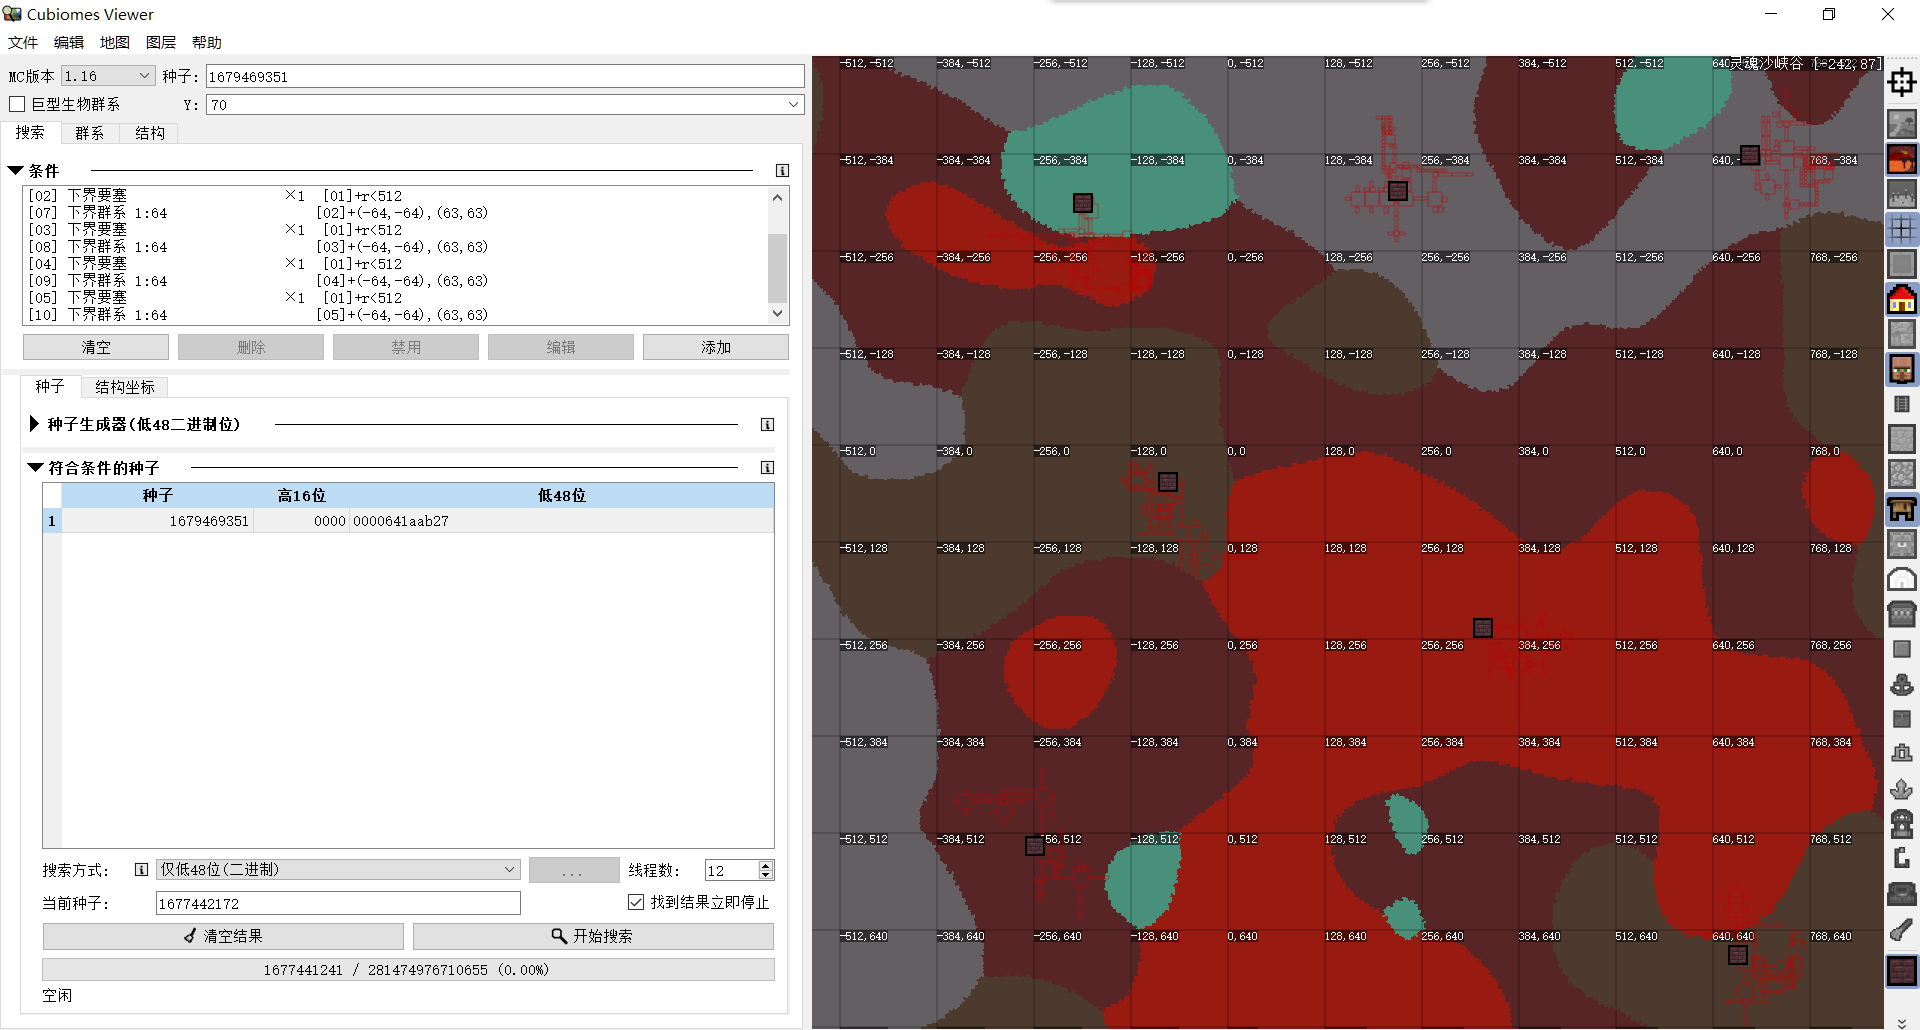 Cubiomes Viewer
文件 编辑 地图 图层 帮助
MC版本 1.16 种子: 1679469351
巨型生物群系 Y: 70
搜索 群系 结构
条件
[02] 下界要塞 ×1 [01]+r<512
[07] 下界群系 1:64 [02]+(-64,-64),(63,63)
[03] 下界要塞 ×1 [01]+r<512
[08] 下界群系 1:64 [03]+(-64,-64),(63,63)
[04] 下界要塞 ×1 [01]+r<512
[09] 下界群系 1:64 [04]+(-64,-64),(63,63)
[05] 下界要塞 ×1 [01]+r<512
[10] 下界群系 1:64 [05]+(-64,-64),(63,63)
清空 删除 禁用 编辑 添加
种子 结构坐标
种子生成器(低48二进制位)
符合条件的种子
种子 高16位 低48位
1 1679469351 0000 0000641aab27
搜索方式: 仅低48位(二进制) ... 线程数: 12
当前种子: 1677442172 找到结果立即停止
清空结果 开始搜索
1677441241 / 281474976710655 (0.00%)
空闲
-512,-512 -384,-512 -256,-512 -128,-512 0,-512 128,-512 256,-512 384,-512 512,-512 640 灵魂沙峡谷 [-242,87]
-512,-384 -384,-384 -256,-384 -128,-384 0,-384 128,-384 256,-384 384,-384 512,-384 640,- 768,-384
-512,-256 -384,-256 -256,-256 -128,-256 0,-256 128,-256 256,-256 384,-256 512,-256 640,-256 768,-256
-512,-128 -384,-128 -256,-128 -128,-128 0,-128 128,-128 256,-128 384,-128 512,-128 640,-128 768,-128
-512,0 -384,0 -256,0 -128,0 0,0 128,0 256,0 384,0 512,0 640,0 768,0
-512,128 -384,128 -256,128 -128,128 0,128 128,128 256,128 384,128 512,128 640,128 768,128
-512,256 -384,256 -256,256 -128,256 0,256 128,256 256,256 384,256 512,256 640,256 768,256
-512,384 -384,384 -256,384 -128,384 0,384 128,384 256,384 384,384 512,384 640,384 768,384
-512,512 -384,512 56,512 -128,512 0,512 128,512 256,512 384,512 512,512 640,512 768,512
-512,640 -384,640 -256,640 -128,640 0,640 128,640 256,640 384,640 512,640 640,640 768,640